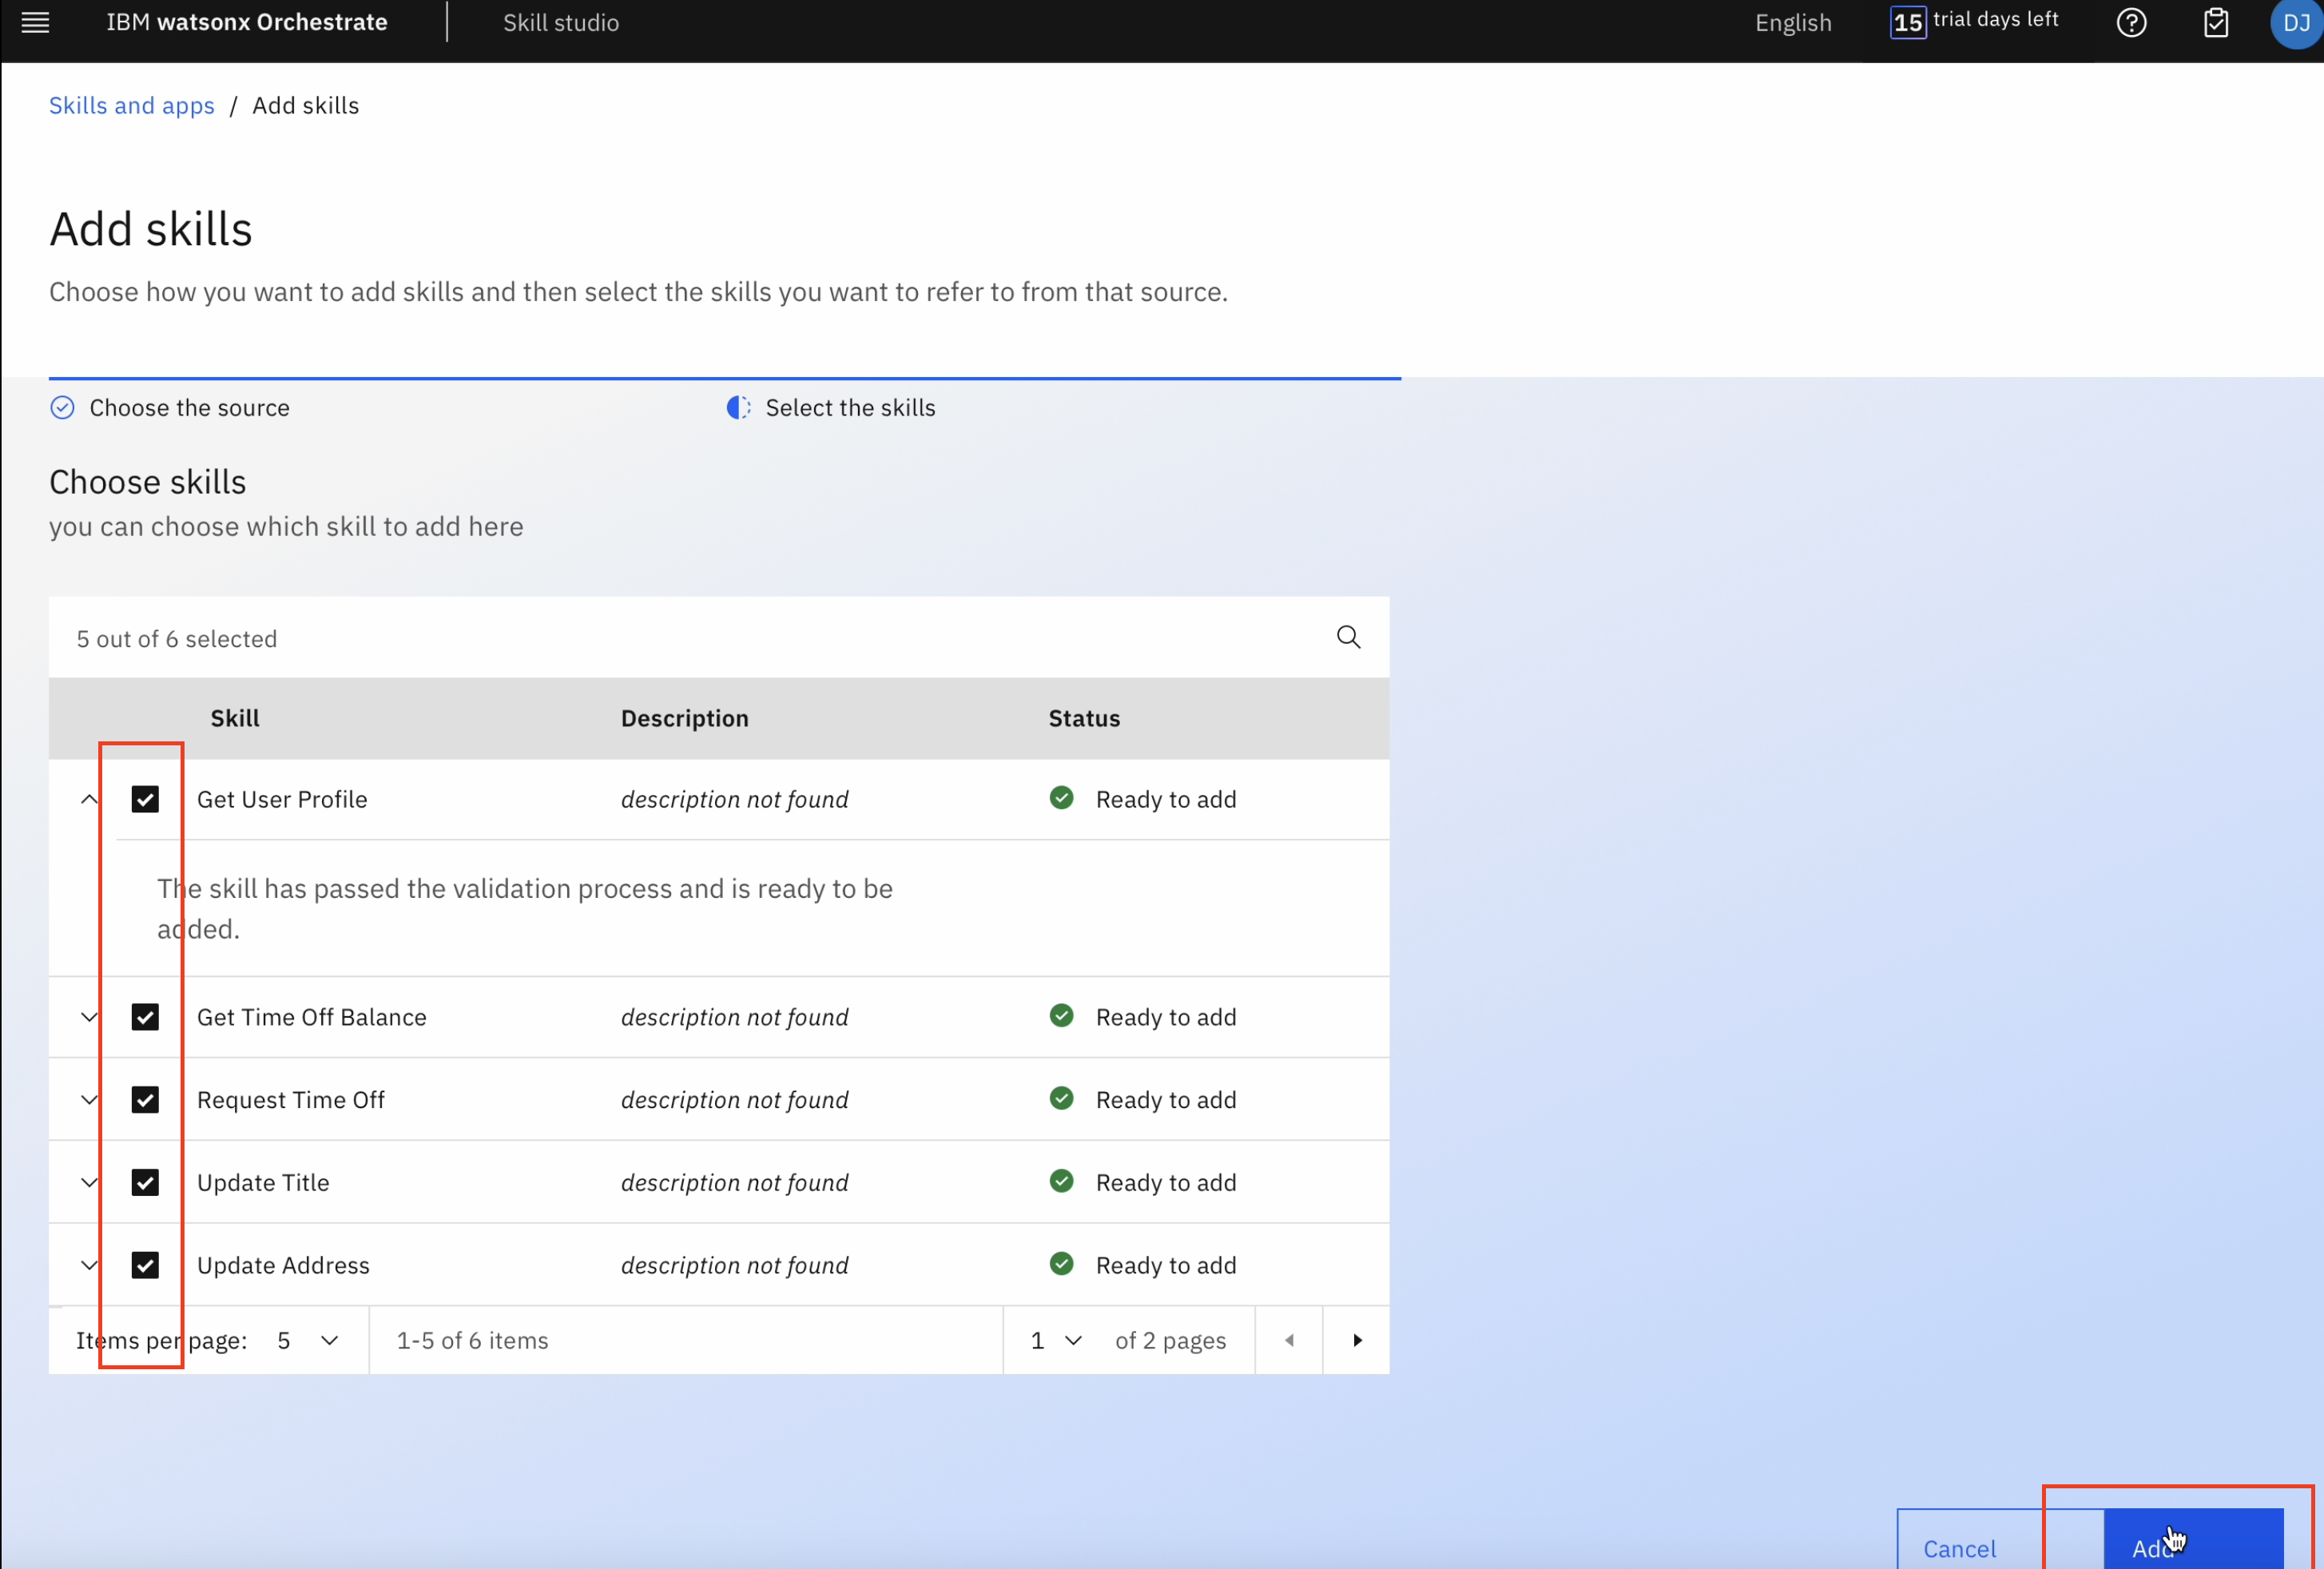 IBM watsonx Orchestrate
Skill studio
English
15 trial days left
DJ
Skills and apps / Add skills
Add skills
Choose how you want to add skills and then select the skills you want to refer to from that source.
Choose the source
Select the skills
Choose skills
you can choose which skill to add here
5 out of 6 selected
Skill Description Status
Get User Profile description not found Ready to add
The skill has passed the validation process and is ready to be
added.
Get Time Off Balance description not found Ready to add
Request Time Off description not found Ready to add
Update Title description not found Ready to add
Update Address description not found Ready to add
Items per page: 5 1-5 of 6 items 1 of 2 pages
Cancel Add